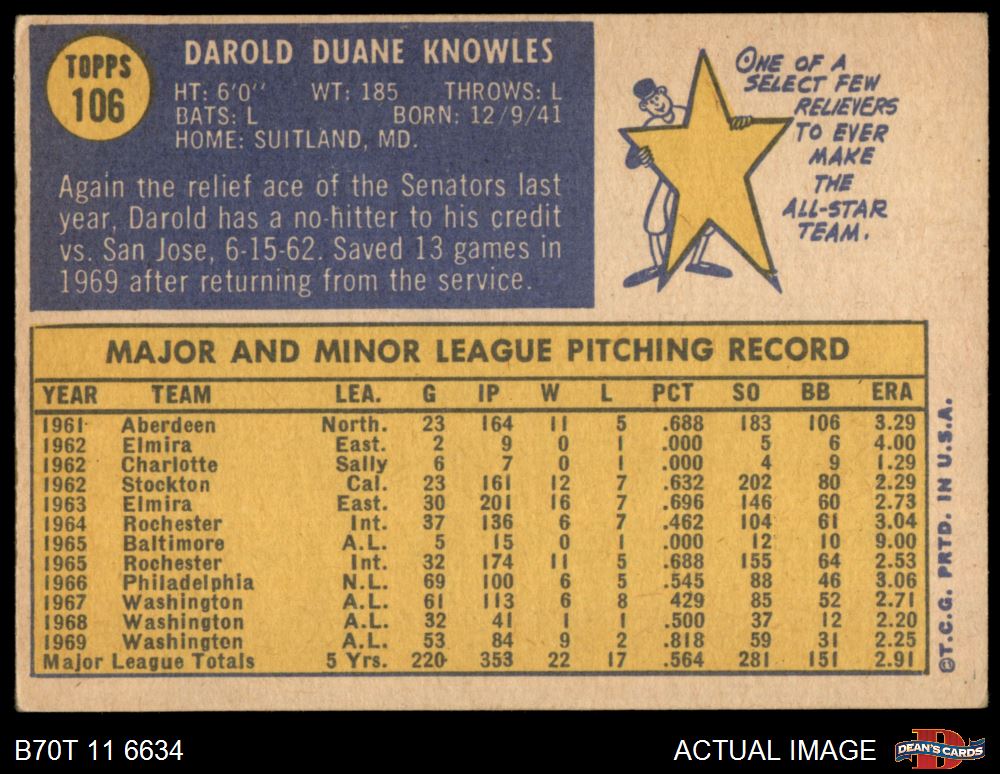 TOPPS
106
DAROLD DUANE KNOWLES
HT: 6'0" WT: 185 THROWS: L
BATS: L BORN: 12/9/41
HOME: SUITLAND, MD.
Again the relief ace of the Senators last
year, Darold has a no-hitter to his credit
vs. San Jose, 6-15-62. Saved 13 games in
1969 after returning from the service.
ONE OF A
SELECT FEW
RELIEVERS
TO EVER
MAKE
THE
ALL-STAR
TEAM.
MAJOR AND MINOR LEAGUE PITCHING RECORD
YEAR TEAM LEA. G IP W L PCT SO BB ERA
1961 Aberdeen North. 23 164 11 5 .688 183 106 3.29
1962 Elmira East. 2 9 0 1 .000 5 6 4.00
1962 Charlotte Sally 6 7 0 1 .000 4 9 1.29
1962 Stockton Cal. 23 161 12 7 .632 202 80 2.29
1963 Elmira East. 30 201 16 7 .696 146 60 2.73
1964 Rochester Int. 37 136 6 7 .462 104 61 3.04
1965 Baltimore A.L. 5 15 0 1 .000 12 10 9.00
1965 Rochester Int. 32 174 11 5 .688 155 64 2.53
1966 Philadelphia N.L. 69 100 6 5 .545 88 46 3.06
1967 Washington A.L. 61 113 6 8 429 85 52 2.71
1968 Washington A.L. 32 41 1 1 .500 37 12 2.20
1969 Washington A.L. 53 84 9 2 .818 59 31 2.25
Major League Totals 5 Yrs. 220 353 22 17 .564 281 151 2.91
©T.C.G. PRTD. IN U.S.A.
B70T 11 6634
ACTUAL IMAGE
D
DEAN'S CARDS